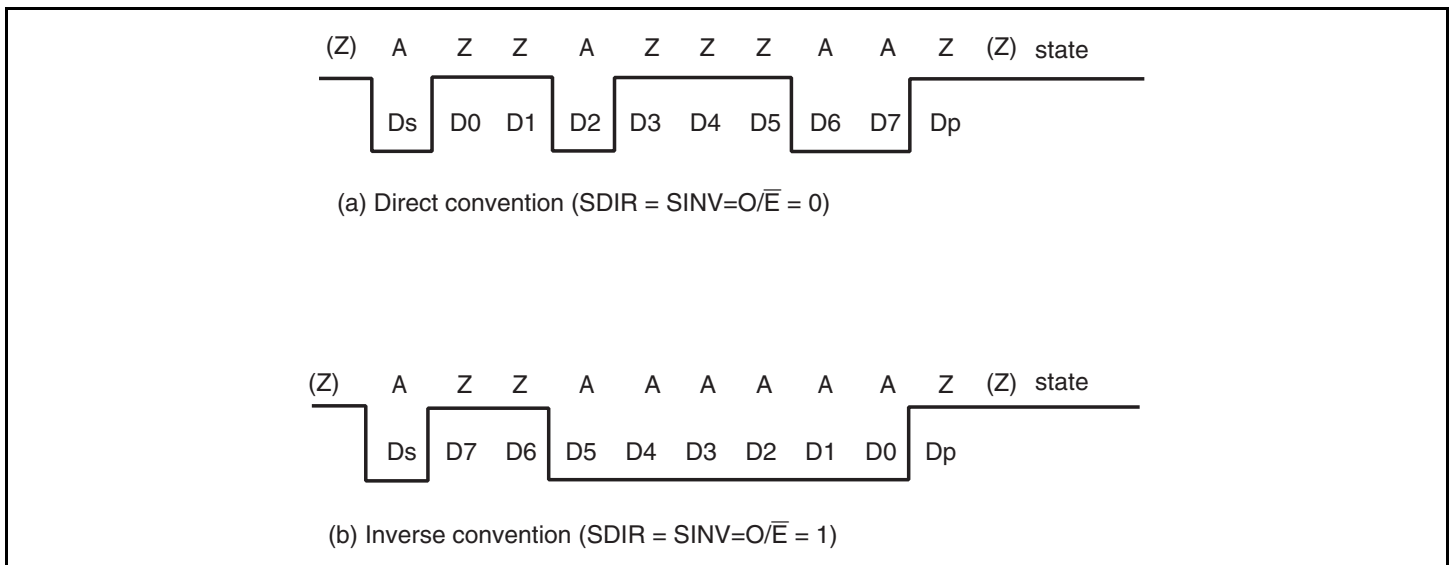 (Z) A Z Z A Z Z Z A A Z (Z) state
Ds D0 D1 D2 D3 D4 D5 D6 D7 Dp
(a) Direct convention (SDIR = SINV=O/E̅ = 0)
(Z) A Z Z A A A A A A Z (Z) state
Ds D7 D6 D5 D4 D3 D2 D1 D0 Dp
(b) Inverse convention (SDIR = SINV=O/E̅ = 1)